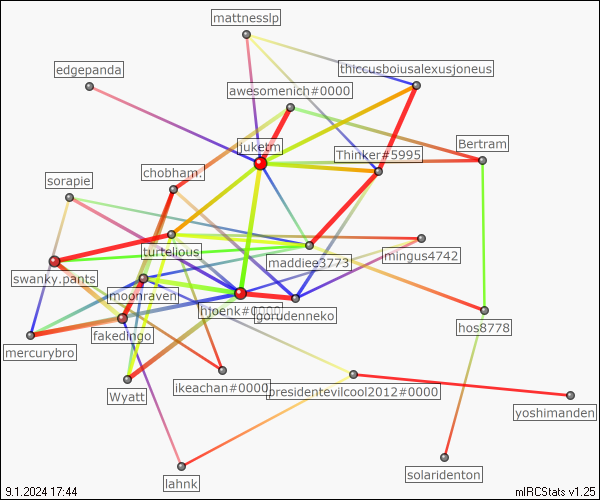 mattnesslp
edgepanda
thiccusboiusalexusjoneus
awesomenich#0000
Bertram
juketm
Thinker#5995
chobham.
sorapie
turtelious
mingus4742
maddiee3773
swanky.pants
moonraven
hjoenk#0000
gorudenneko
hos8778
fakedingo
mercurybro
ikeachan#0000
presidentevilcool2012#0000
Wyatt
yoshimanden
solaridenton
lahnk
9.1.2024 17:44
mIRCStats v1.25